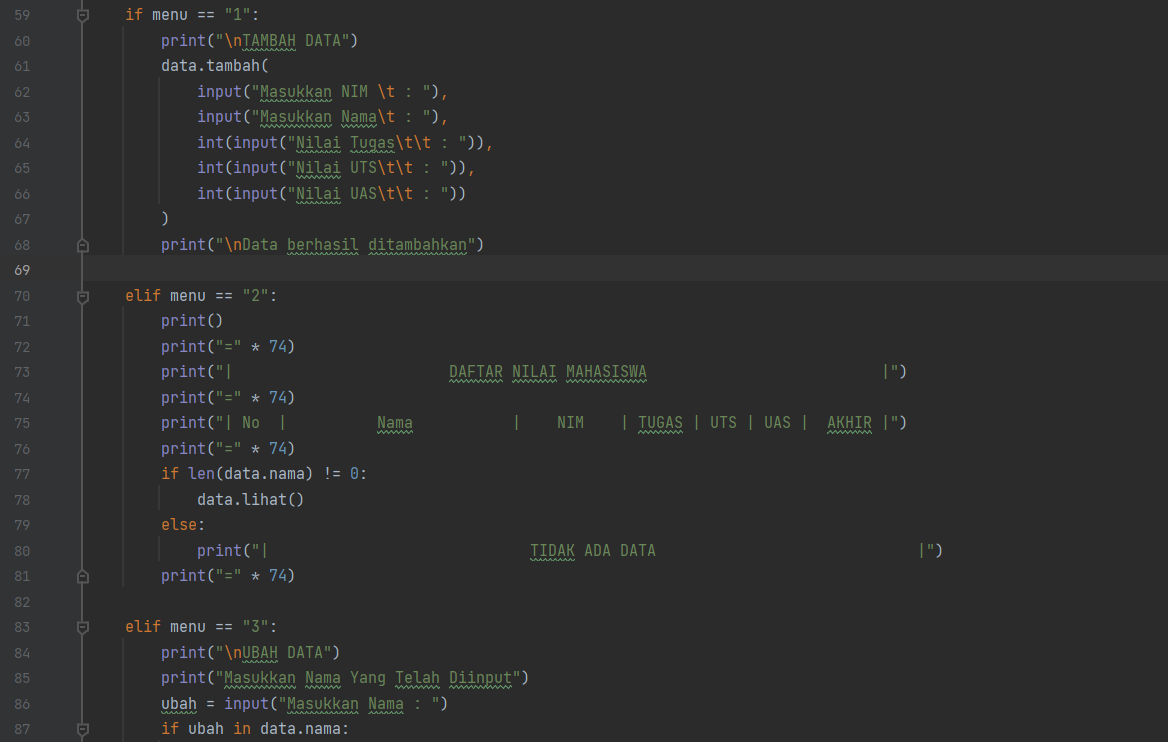 59 if menu == "1":
60     print("\nTAMBAH DATA")
61     data.tambah(
62         input("Masukkan NIM \t : "),
63         input("Masukkan Nama\t : "),
64         int(input("Nilai Tugas\t\t : ")),
65         int(input("Nilai UTS\t\t : ")),
66         int(input("Nilai UAS\t\t : "))
67     )
68     print("\nData berhasil ditambahkan")
69
70 elif menu == "2":
71     print()
72     print("=" * 74)
73     print("|                        DAFTAR NILAI MAHASISWA                          |")
74     print("=" * 74)
75     print("| No  |          Nama           |    NIM    | TUGAS | UTS | UAS |  AKHIR |")
76     print("=" * 74)
77     if len(data.nama) != 0:
78         data.lihat()
79     else:
80         print("|                             TIDAK ADA DATA                             |")
81     print("=" * 74)
82
83 elif menu == "3":
84     print("\nUBAH DATA")
85     print("Masukkan Nama Yang Telah Diinput")
86     ubah = input("Masukkan Nama : ")
87     if ubah in data.nama: